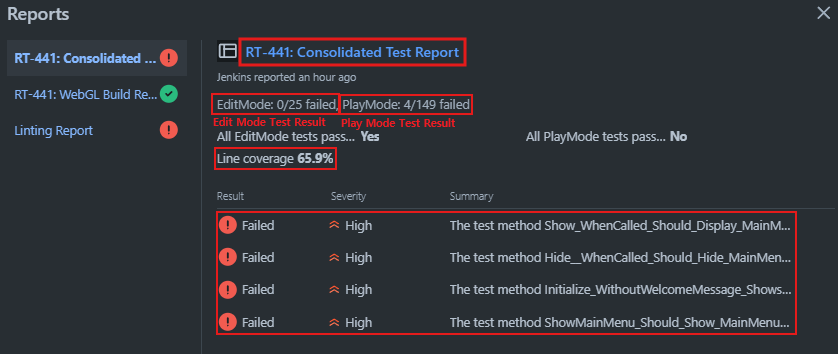 Reports
RT-441: Consolidated ...
RT-441: WebGL Build Re...
Linting Report
RT-441: Consolidated Test Report
Jenkins reported an hour ago
EditMode: 0/25 failed, PlayMode: 4/149 failed
Edit Mode Test Result Play Mode Test Result
All EditMode tests pass... Yes All PlayMode tests pass... No
Line coverage 65.9%
Result Severity Summary
Failed High The test method Show_WhenCalled_Should_Display_MainM...
Failed High The test method Hide__WhenCalled_Should_Hide_MainMen...
Failed High The test method Initialize_WithoutWelcomeMessage_Shows...
Failed High The test method ShowMainMenu_Should_Show_MainMenu...